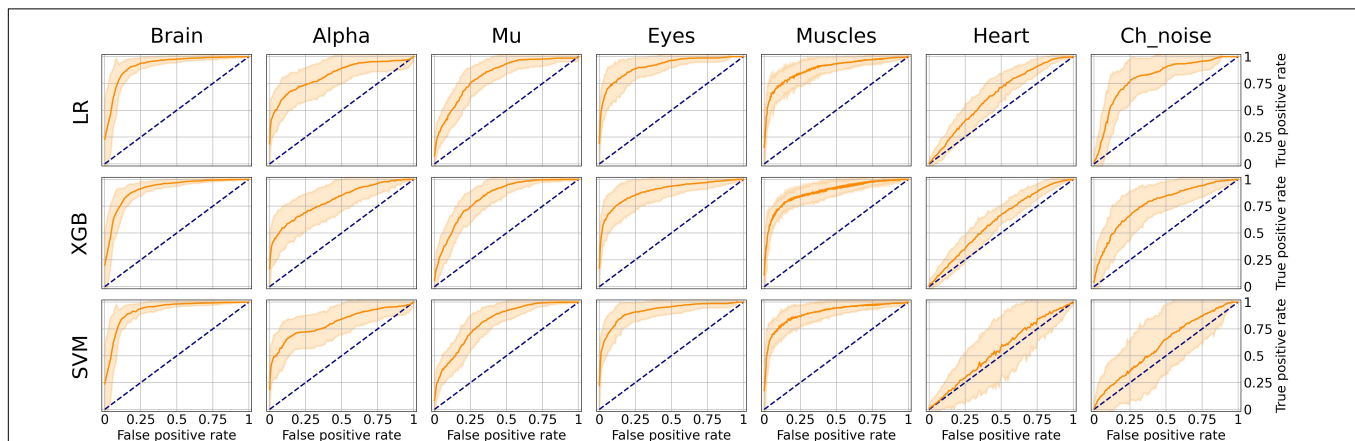 Brain Alpha Mu Eyes Muscles Heart Ch_noise
LR
1
0.75
0.5
0.25
0
True positive rate
XGB
1
0.75
0.5
0.25
0
True positive rate
SVM
1
0.75
0.5
0.25
0
True positive rate
0 0.25 0.5 0.75 1 0 0.25 0.5 0.75 1 0 0.25 0.5 0.75 1 0 0.25 0.5 0.75 1 0 0.25 0.5 0.75 1 0 0.25 0.5 0.75 1 0 0.25 0.5 0.75 1
False positive rate False positive rate False positive rate False positive rate False positive rate False positive rate False positive rate